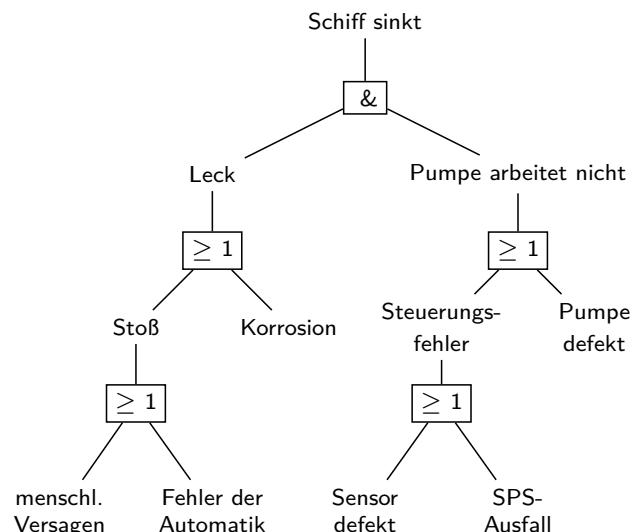 Schiff sinkt
&
Leck
Pumpe arbeitet nicht
≥ 1
≥ 1
Stoß
Korrosion
Steuerungs-
fehler
Pumpe
defekt
≥ 1
≥ 1
menschl.
Versagen
Fehler der
Automatik
Sensor
defekt
SPS-
Ausfall